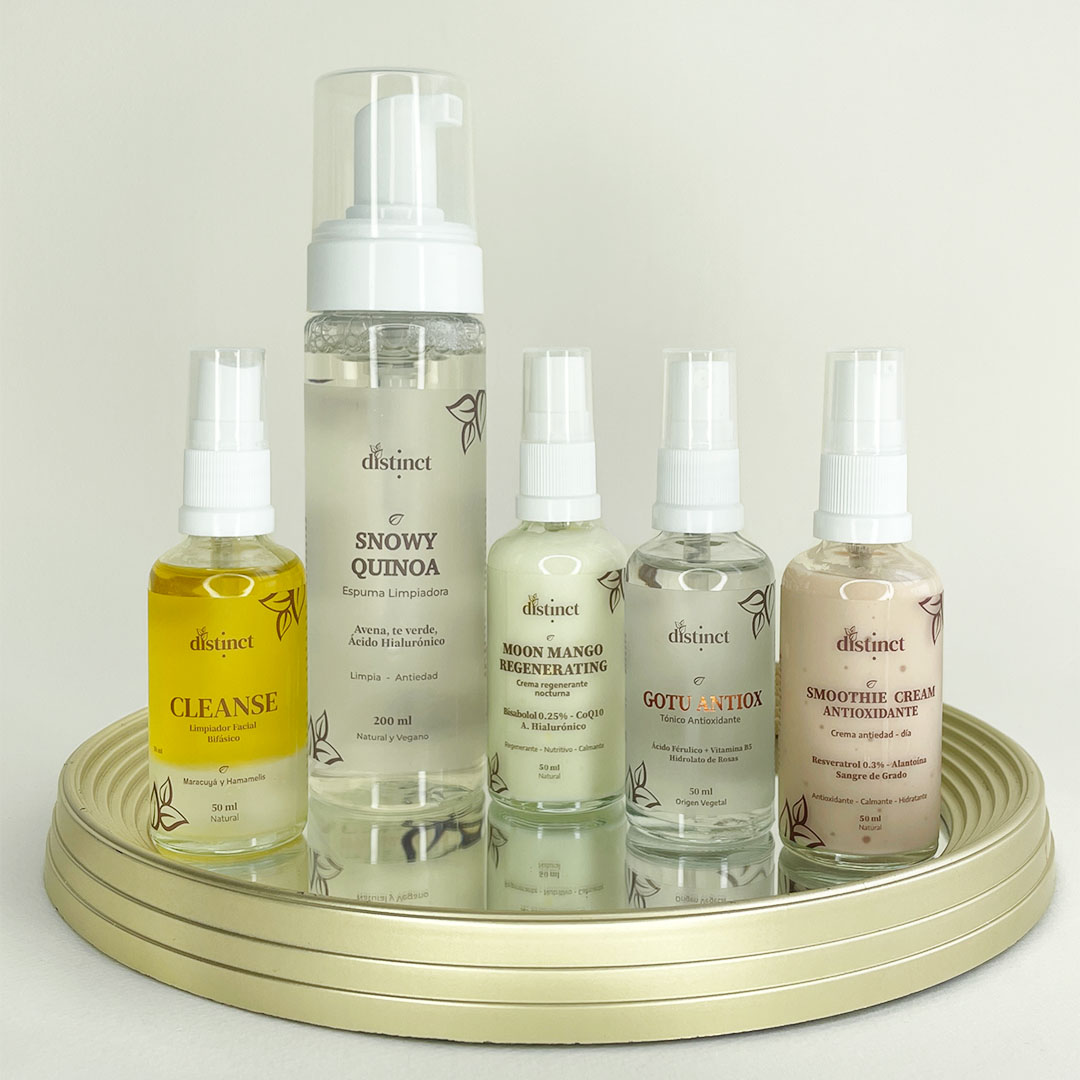 distinct
CLEANSE
Limpiador Facial
Bifásico
Maracuyá y Hamamelis
50 ml
Natural
distinct
SNOWY
QUINOA
Espuma Limpiadora
Avena, te verde,
Ácido Hialurónico
Limpia - Antiedad
200 ml
Natural y Vegano
distinct
MOON MANGO
REGENERATING
Crema regenerante
nocturna
Bisabolol 0.25% - CoQ10
A. Hialurónico
Regenerante - Nutritivo - Calmante
50 ml
Natural
distinct
GOTU ANTIOX
Tónico Antioxidante
Ácido Férulico + Vitamina B5
Hidrolato de Rosas
50 ml
Origen Vegetal
distinct
SMOOTHIE CREAM
ANTIOXIDANTE
Crema antiedad - día
Resveratrol 0.3% - Alantoína
Sangre de Grado
Antioxidante - Calmante - Hidratante
50 ml
Natural